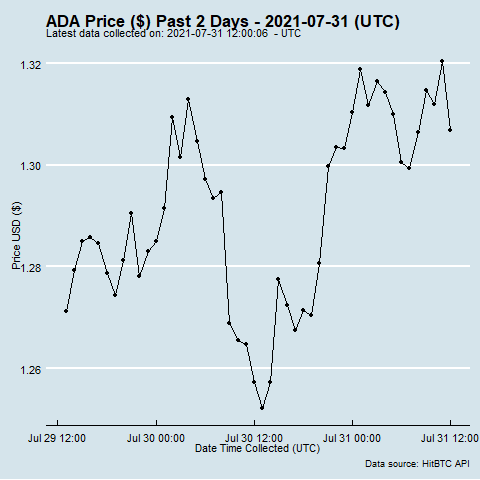 ADA Price ($) Past 2 Days - 2021-07-31 (UTC)
Latest data collected on: 2021-07-31 12:00:06 - UTC
1.32
1.30
1.28
1.26
Price USD ($)
Jul 29 12:00 Jul 30 00:00 Jul 30 12:00 Jul 31 00:00 Jul 31 12:00
Date Time Collected (UTC)
Data source: HitBTC API